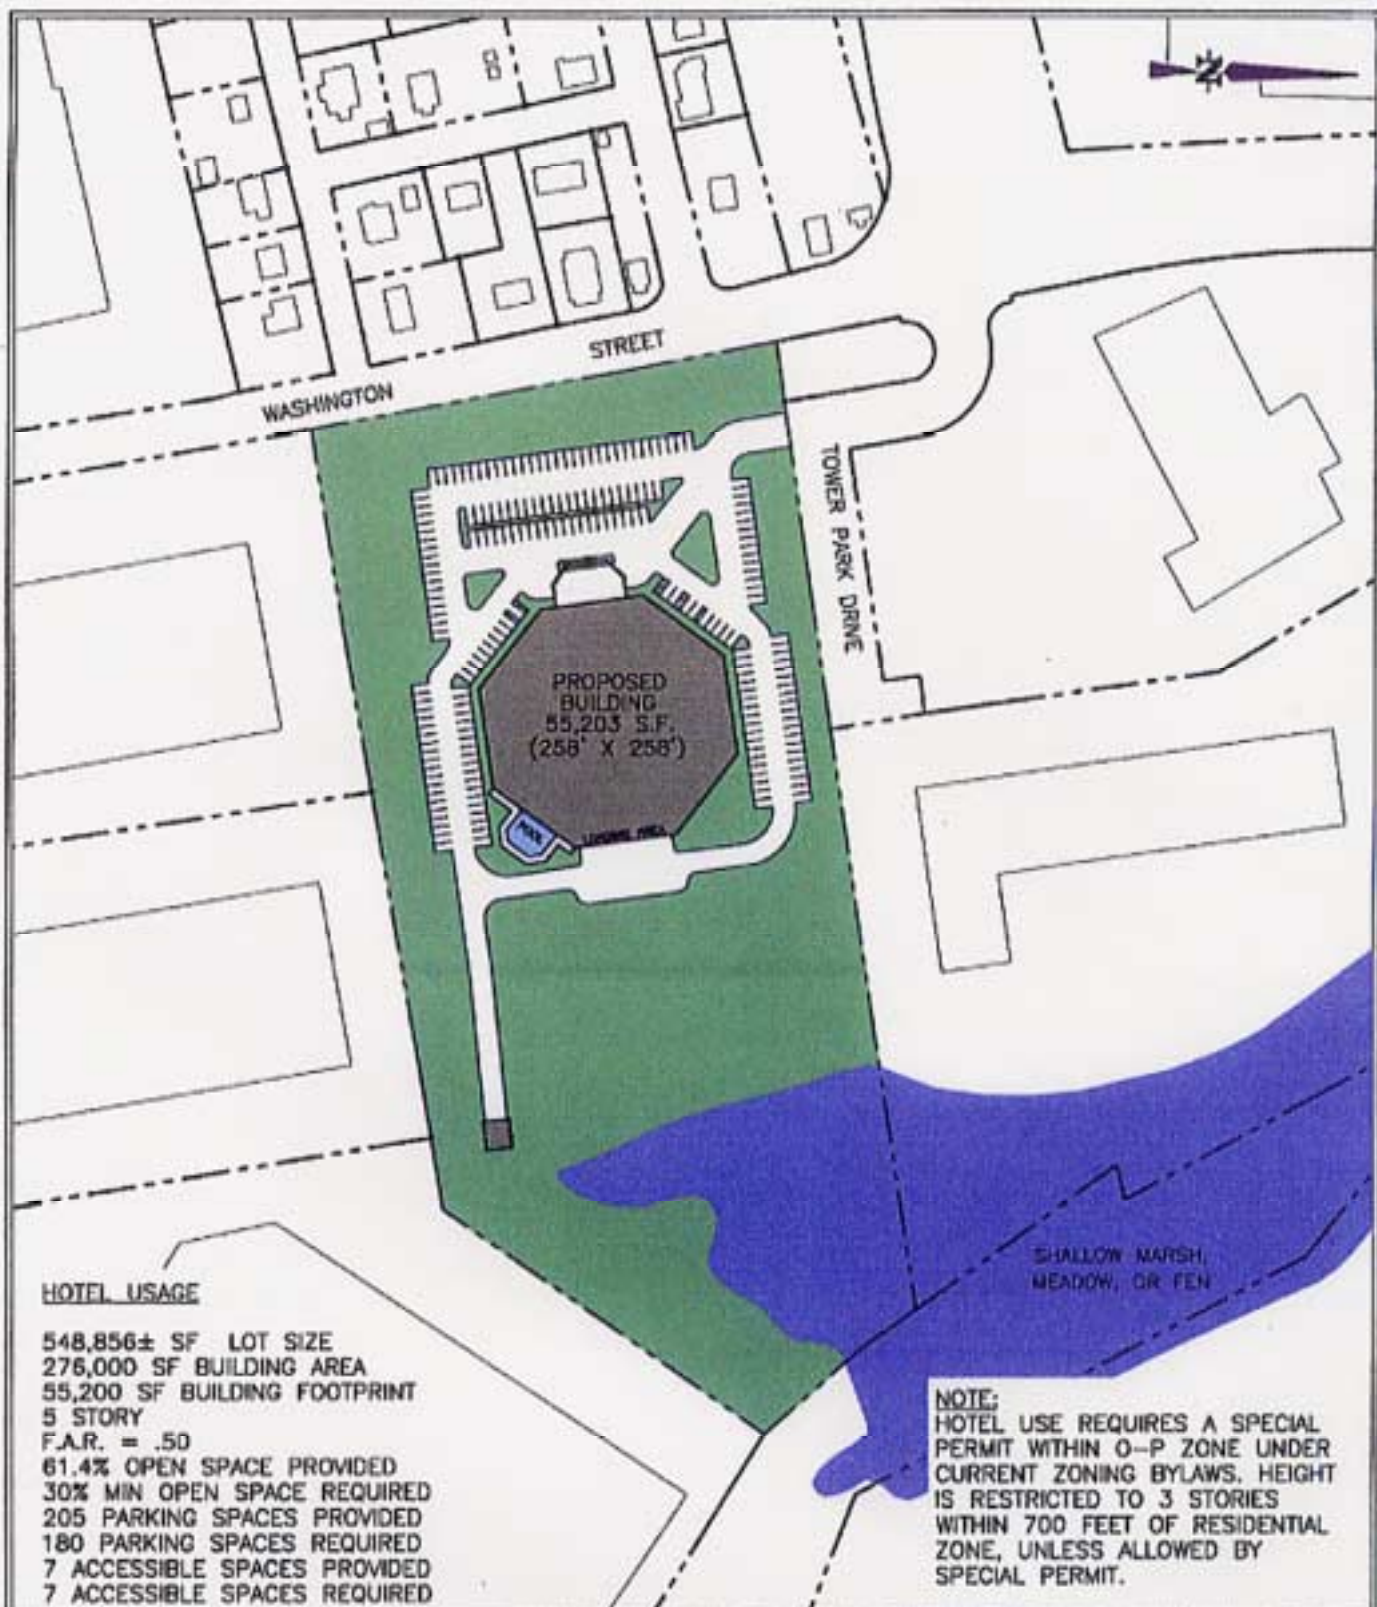 WASHINGTON
STREET
TOWER PARK DRIVE
PROPOSED
BUILDING
55,203 S.F.
(258' X 258')
POOL
LOADING AREA
SHALLOW MARSH,
MEADOW, OR FEN
HOTEL USAGE
548,856± SF LOT SIZE
276,000 SF BUILDING AREA
55,200 SF BUILDING FOOTPRINT
5 STORY
F.A.R. = .50
61.4% OPEN SPACE PROVIDED
30% MIN OPEN SPACE REQUIRED
205 PARKING SPACES PROVIDED
180 PARKING SPACES REQUIRED
7 ACCESSIBLE SPACES PROVIDED
7 ACCESSIBLE SPACES REQUIRED
NOTE:
HOTEL USE REQUIRES A SPECIAL
PERMIT WITHIN O-P ZONE UNDER
CURRENT ZONING BYLAWS. HEIGHT
IS RESTRICTED TO 3 STORIES
WITHIN 700 FEET OF RESIDENTIAL
ZONE, UNLESS ALLOWED BY
SPECIAL PERMIT.